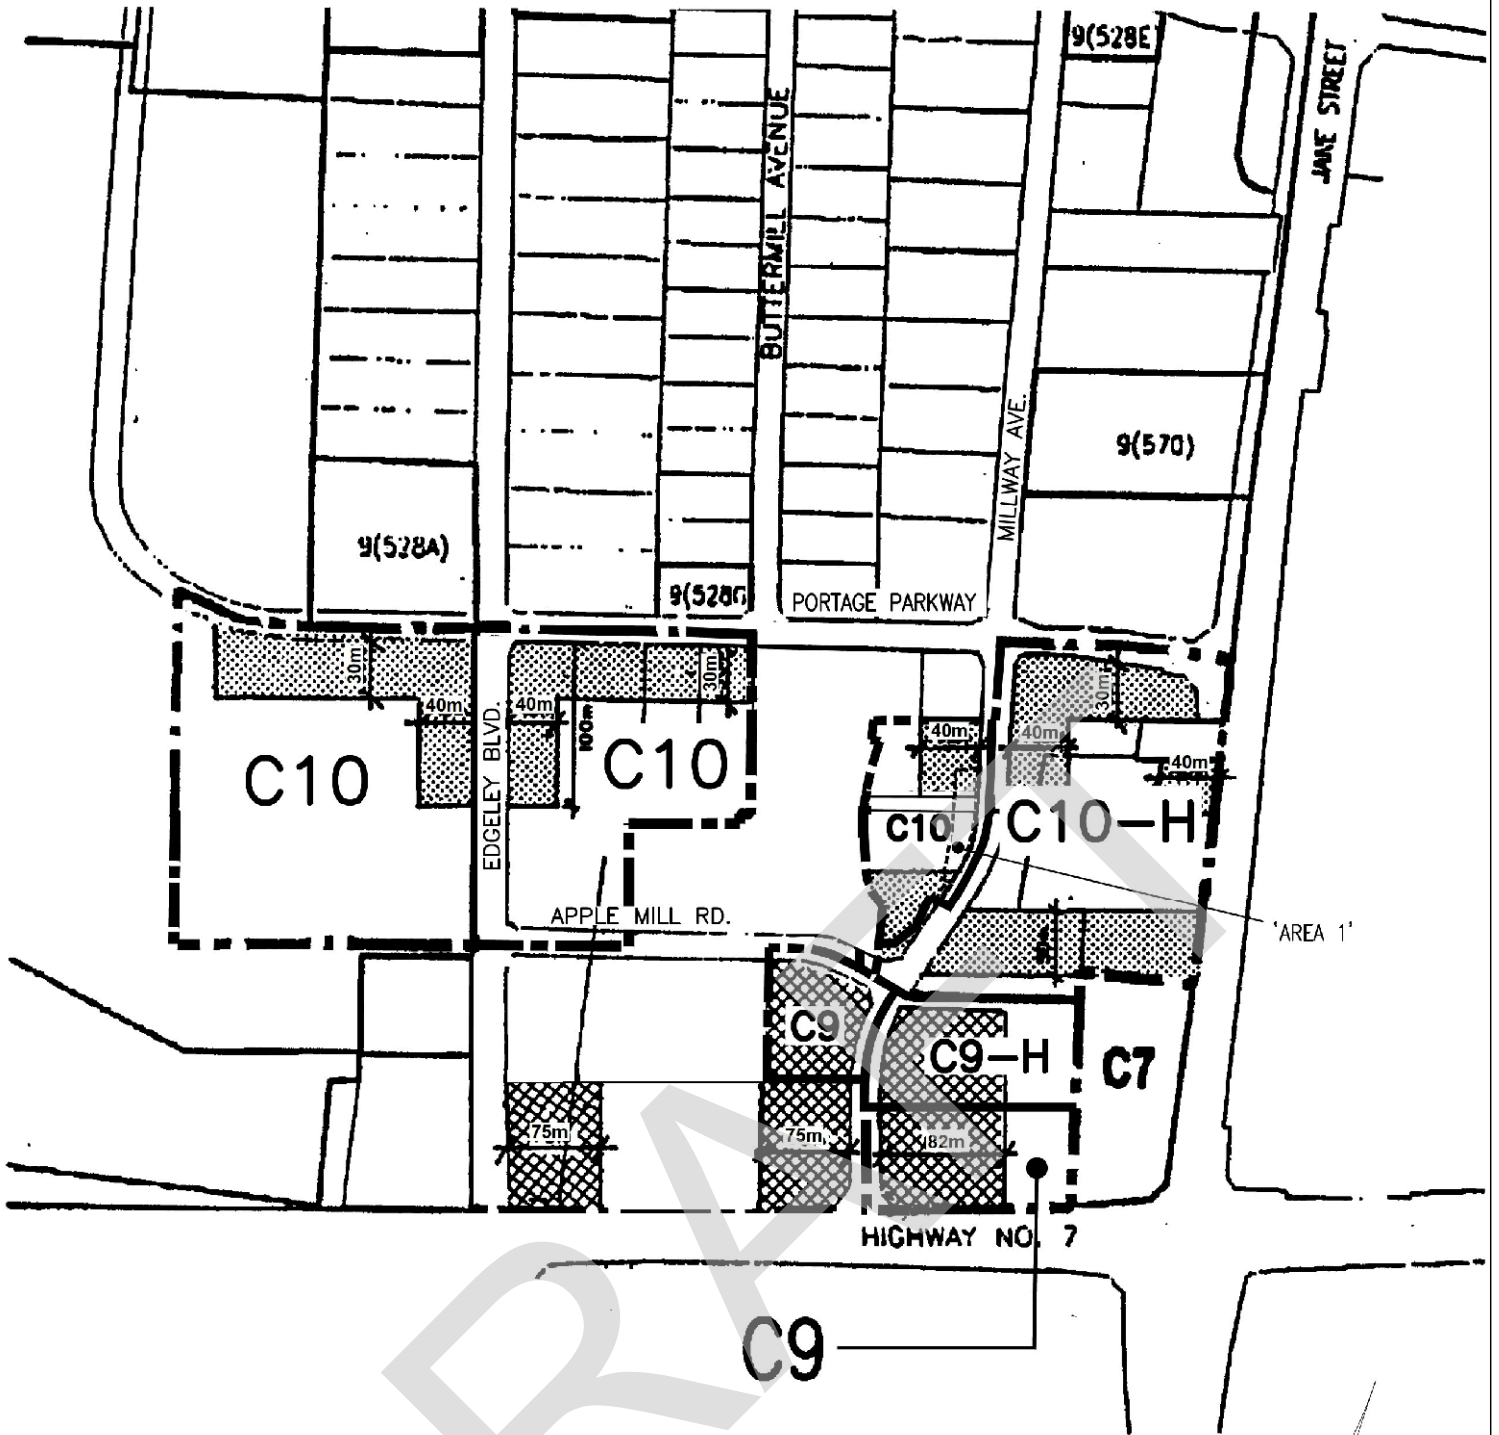 9(528E)
JANE STREET
BUTTERMILL AVENUE
MILLWAY AVE.
9(570)
9(528A)
9(528G
PORTAGE PARKWAY
30m
30m
30m
40m
40m
100m
40m
40m
40m
C10
EDGELEY BLVD.
C10
C10
C10-H
APPLE MILL RD.
'AREA 1'
C9
C9-H
C7
75m
75m
82m
HIGHWAY NO. 7
C9
RAFT